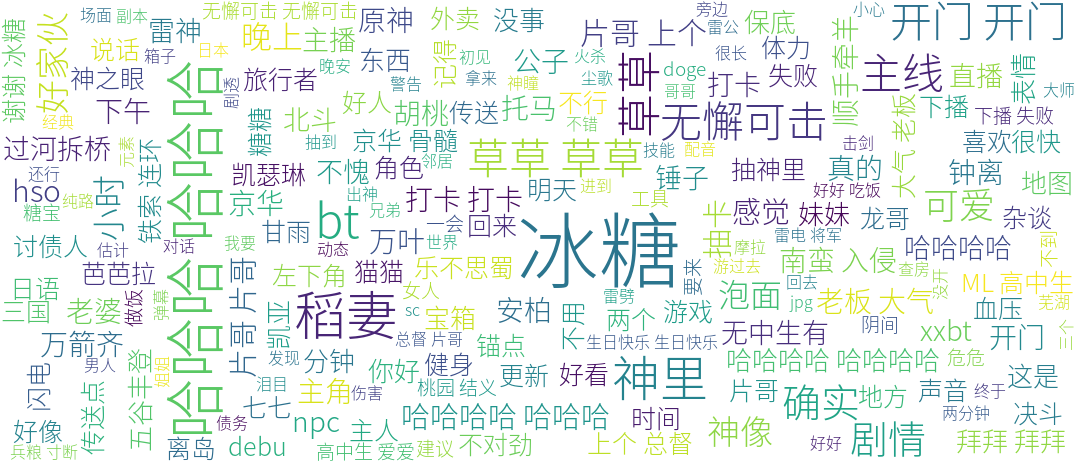 场面 副本
无懈可击 无懈可击
原神
没事
外卖
保底
旁边
雷公
小心
开门 开门
谢谢 冰糖
好家伙
说话
雷神
晚上
主播
东西
记得
初见
公子
片哥 上个
很长
体力
火杀
doge
打卡
失败
顺手牵羊
主线
直播
表情
箱子
日本
神之眼
剧透
旅行者
晚安
警告
拿来
神瞳
尘歌
哥哥
大师
下午
经典
哈哈哈哈 哈哈哈
好人
胡桃
传送
托马
不行
不错
草草
无懈可击
大气 老板
下播
下播 失败
过河拆桥
元素
糖糖
北斗
抽到
京华 骨髓
技能
配音
击剑
喜欢
很快
还行
铁索 连环
凯瑟琳
不愧
角色
邻居
草草 草草
锤子
抽神里
真的
钟离
hso
小时
纯路
京华
出神
兄弟
打卡 打卡
明天
进到
工具
好好 吃饭
地图
糖宝
我要
bt
一会
回来
冰糖
串串
感觉
妹妹
龙哥
可爱
杂谈
讨债人
估计
对话
甘雨
动态
万叶
世界
摩拉
雷电 将军
哈哈哈哈
不到
芭芭拉
左下角
猫猫
乐不思蜀
要来
游过去
南蛮 入侵
查房
ML 高中生
日语
做饭
弹幕
片哥 片哥
稻妻
女人
雷劈
回去
没开
芜湖
三国
老婆
凯亚
sc
宝箱
安柏
不用
两个
游戏
泡面
jpg
老板 大气
血压
万箭齐
总督 片哥
生日快乐 生日快乐
无中生有
阴间
xxbt
开门
三个
五谷丰登
男人
姐姐
发现
分钟
锚点
神里
哈哈哈哈 哈哈哈哈
危危
闪电
传送点
泪目
你好
健身
更新
好看
片哥
确实
地方
声音
终于
这是
主角
伤害
桃园 结义
七七
债务
npc
主人
哈哈哈哈 哈哈哈
时间
神像
剧情
两分钟
决斗
好像
兵粮 寸断
离岛
debu
高中生 爱爱
建议
不对劲
上个 总督
好好
拜拜 拜拜